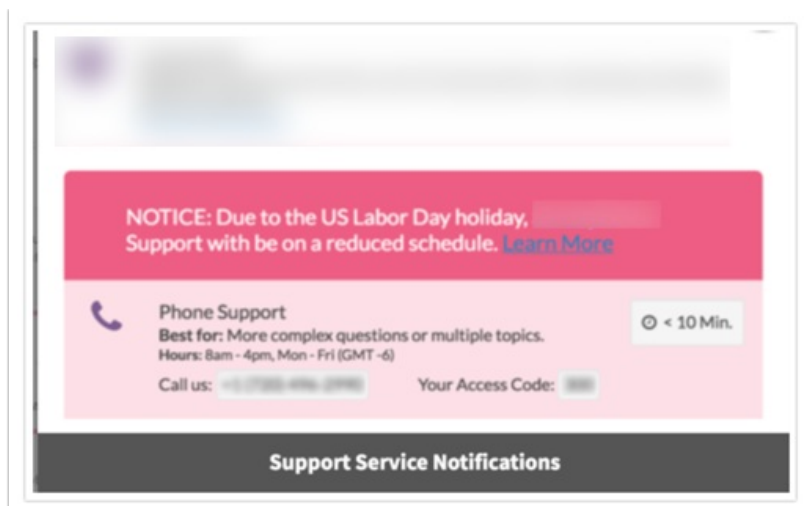 NOTICE: Due to the US Labor Day holiday,
Support with be on a reduced schedule. Learn More
Phone Support
Best for: More complex questions or multiple topics.
< 10 Min.
Hours: 8am - 4pm, Mon - Fri (GMT -6)
Call us: Your Access Code:
Support Service Notifications